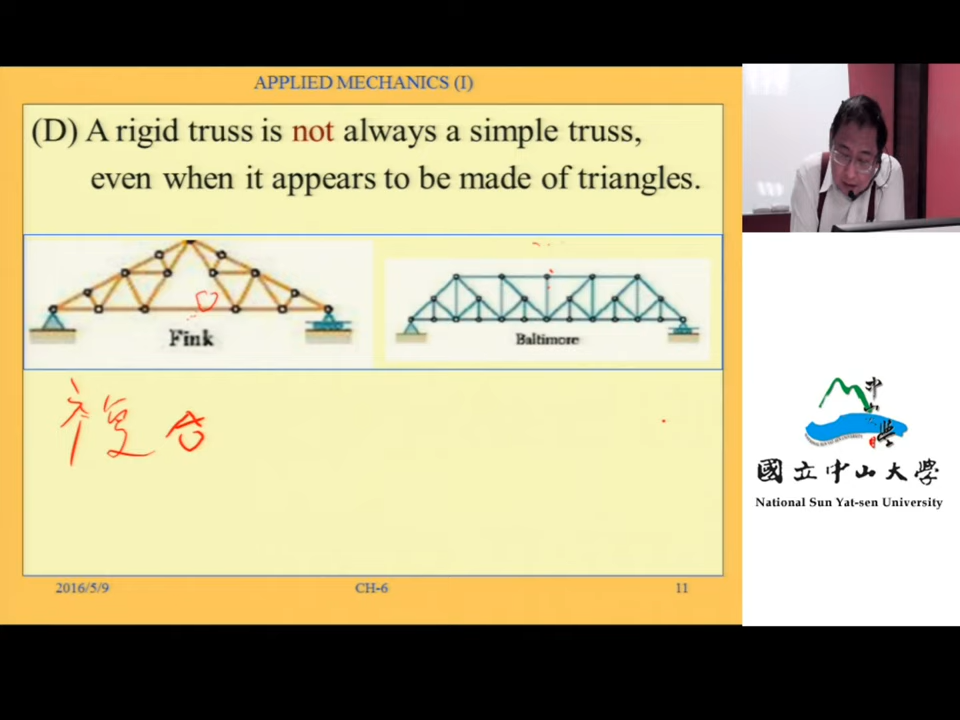 APPLIED MECHANICS (I)
(D) A rigid truss is not always a simple truss,
even when it appears to be made of triangles.
Fink
Baltimore
複合
2016/5/9
CH-6
11
國立中山大學
National Sun Yat-sen University